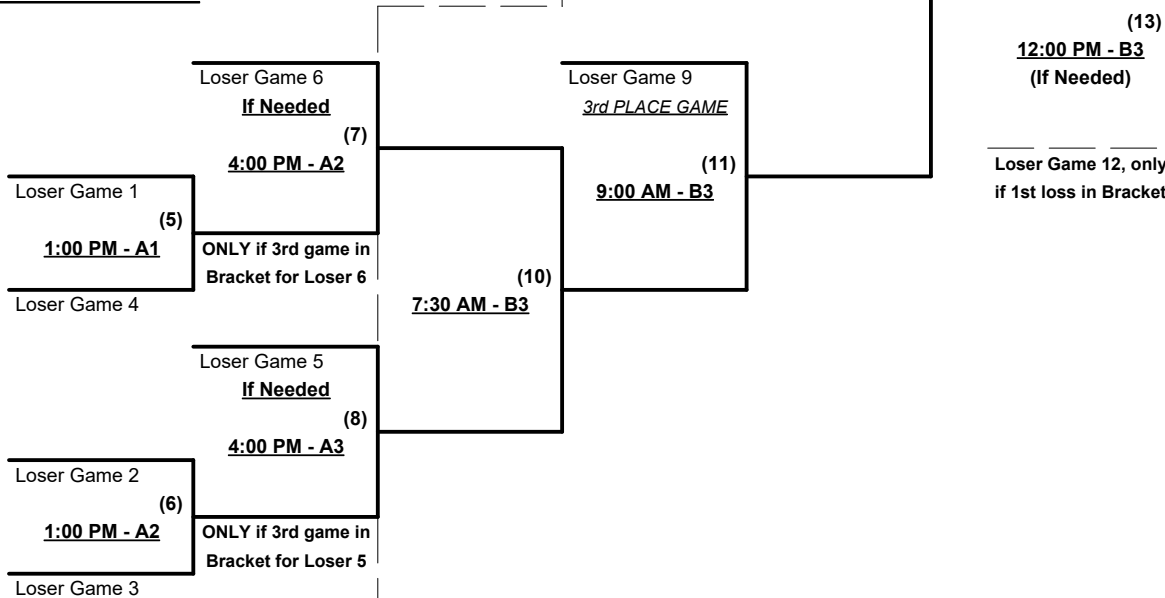 (13)
12:00 PM - B3
(If Needed)
Loser Game 6
If Needed
(7)
4:00 PM - A2
Loser Game 9
3rd PLACE GAME
(11)
9:00 AM - B3
Loser Game 12, only
if 1st loss in Bracket
Loser Game 1
(5)
1:00 PM - A1
Loser Game 4
ONLY if 3rd game in
Bracket for Loser 6
(10)
7:30 AM - B3
Loser Game 5
If Needed
(8)
4:00 PM - A3
Loser Game 2
(6)
1:00 PM - A2
Loser Game 3
ONLY if 3rd game in
Bracket for Loser 5